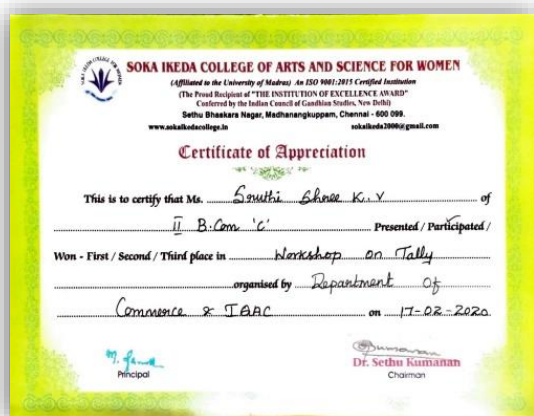 SOKA IKEDA COLLEGE OF ARTS AND SCIENCE FOR WOMEN
(Affiliated to the University of Madras) An ISO 9001:2015 Certified Institution
(The Proud Recipient of "THE INSTITUTION OF EXCELLENCE AWARD"
Conferred by the Indian Council of Gandhian Studies, New Delhi)
Sethu Bhaskara Nagar, Madhanangkuppam, Chennai - 600 099.
www.sokaikedacollege.in sokaikeda2000@gmail.com
Certificate of Appreciation
This is to certify that Ms. Sruthi Shree K.V of
II B.Com 'C' Presented / Participated /
Won - First / Second / Third place in Workshop on Tally
organised by Department Of
Commerce & on 17-02-2020
Principal
Dr. Sethu Kumanan
Chairman